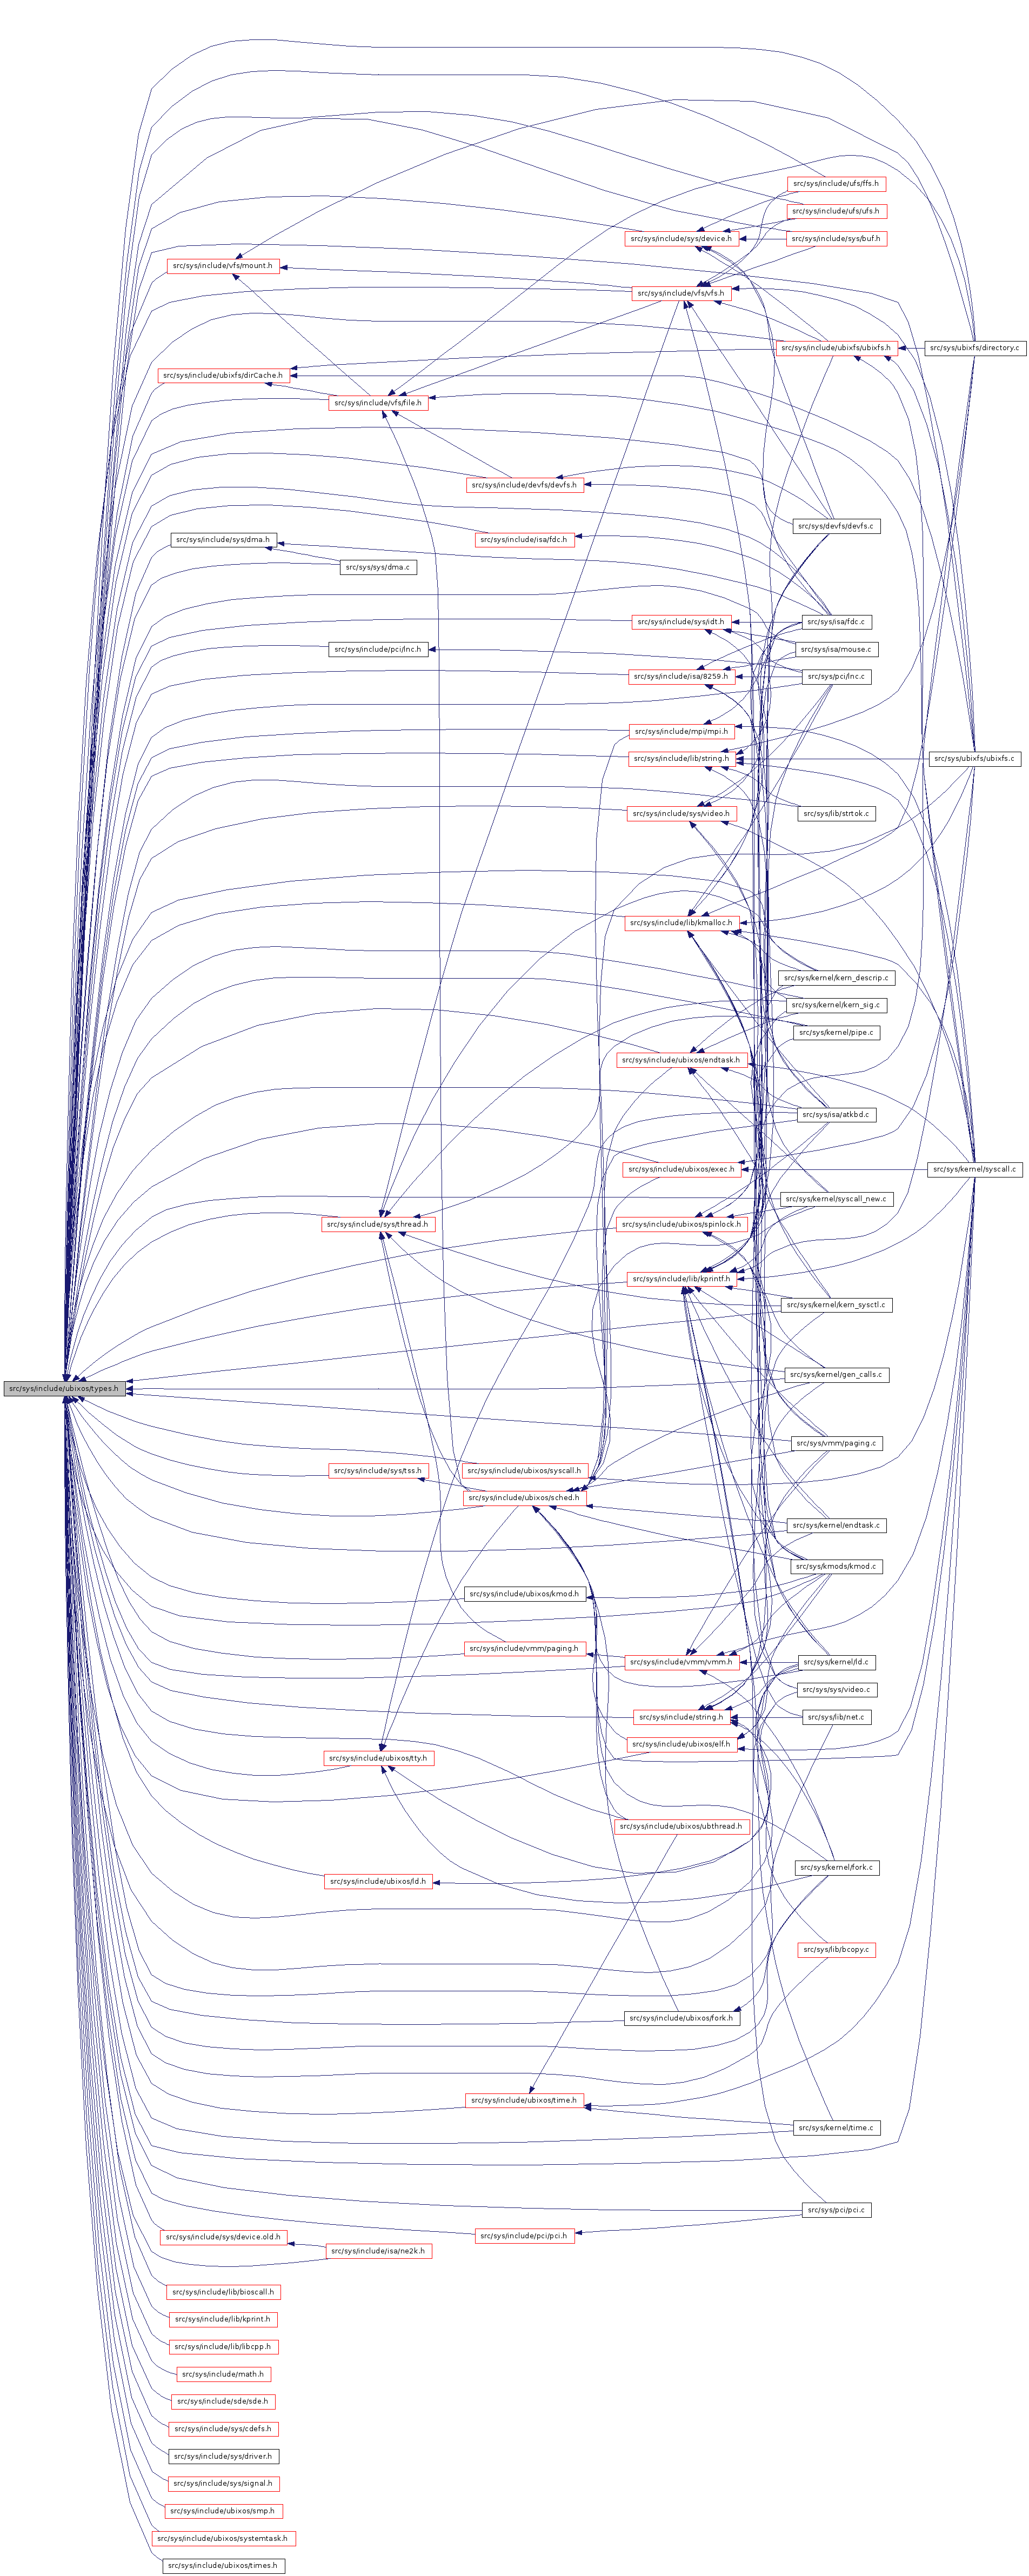 src/sys/include/ufs/ffs.h
src/sys/include/ufs/ufs.h
src/sys/include/sys/device.h
src/sys/include/sys/buf.h
src/sys/include/vfs/mount.h
src/sys/include/vfs/vfs.h
src/sys/include/ubixfs/ubixfs.h
src/sys/ubixfs/directory.c
src/sys/include/ubixfs/dirCache.h
src/sys/include/vfs/file.h
src/sys/include/devfs/devfs.h
src/sys/devfs/devfs.c
src/sys/include/sys/dma.h
src/sys/include/isa/fdc.h
src/sys/sys/dma.c
src/sys/include/sys/idt.h
src/sys/isa/fdc.c
src/sys/include/pci/lnc.h
src/sys/isa/mouse.c
src/sys/include/isa/8259.h
src/sys/pci/lnc.c
src/sys/include/mpi/mpi.h
src/sys/include/lib/string.h
src/sys/ubixfs/ubixfs.c
src/sys/include/sys/video.h
src/sys/lib/strtok.c
src/sys/include/lib/kmalloc.h
src/sys/kernel/kern_descrip.c
src/sys/kernel/kern_sig.c
src/sys/kernel/pipe.c
src/sys/include/ubixos/endtask.h
src/sys/isa/atkbd.c
src/sys/include/ubixos/exec.h
src/sys/kernel/syscall.c
src/sys/kernel/syscall_new.c
src/sys/include/sys/thread.h
src/sys/include/ubixos/spinlock.h
src/sys/include/lib/kprintf.h
src/sys/kernel/kern_sysctl.c
src/sys/include/ubixos/types.h
src/sys/kernel/gen_calls.c
src/sys/vmm/paging.c
src/sys/include/sys/tss.h
src/sys/include/ubixos/syscall.h
src/sys/include/ubixos/sched.h
src/sys/kernel/endtask.c
src/sys/kmods/kmod.c
src/sys/include/ubixos/kmod.h
src/sys/include/vmm/paging.h
src/sys/include/vmm/vmm.h
src/sys/kernel/ld.c
src/sys/sys/video.c
src/sys/include/string.h
src/sys/lib/net.c
src/sys/include/ubixos/elf.h
src/sys/include/ubixos/tty.h
src/sys/include/ubixos/ubthread.h
src/sys/kernel/fork.c
src/sys/include/ubixos/ld.h
src/sys/lib/bcopy.c
src/sys/include/ubixos/fork.h
src/sys/include/ubixos/time.h
src/sys/kernel/time.c
src/sys/pci/pci.c
src/sys/include/sys/device.old.h
src/sys/include/pci/pci.h
src/sys/include/isa/ne2k.h
src/sys/include/lib/bioscall.h
src/sys/include/lib/kprint.h
src/sys/include/lib/libcpp.h
src/sys/include/math.h
src/sys/include/sde/sde.h
src/sys/include/sys/cdefs.h
src/sys/include/sys/driver.h
src/sys/include/sys/signal.h
src/sys/include/ubixos/smp.h
src/sys/include/ubixos/systemtask.h
src/sys/include/ubixos/times.h